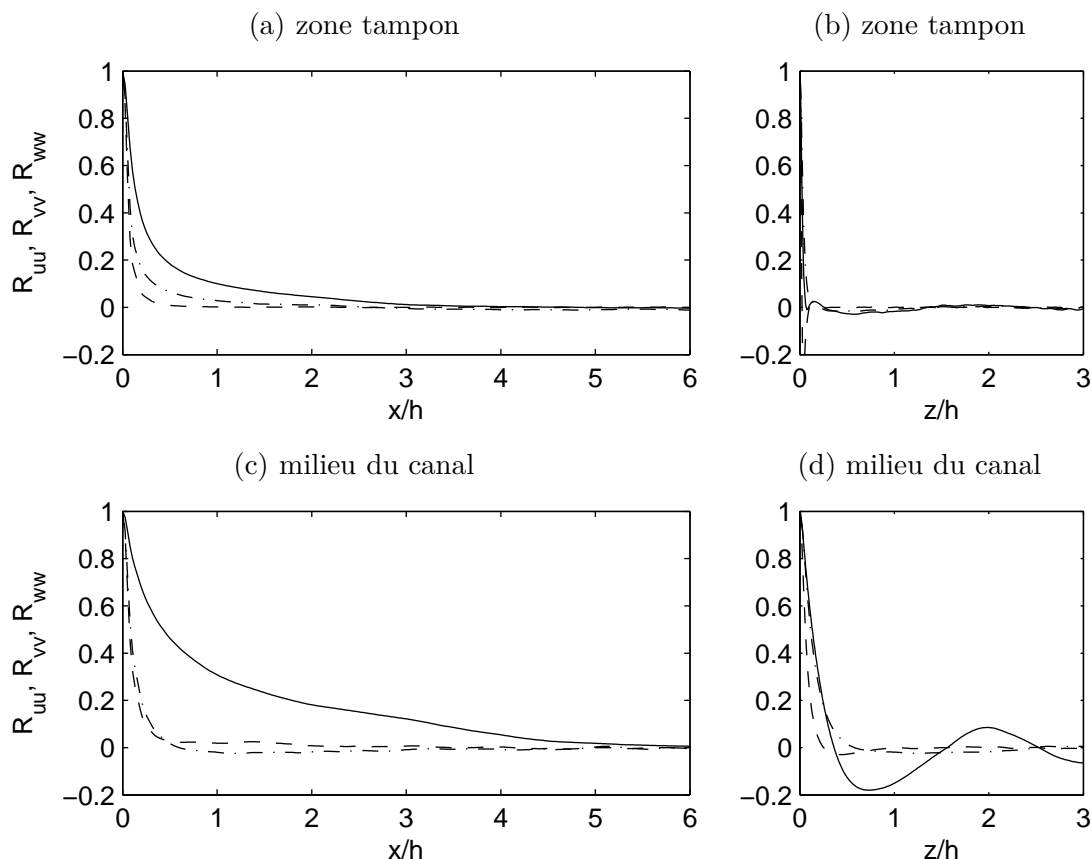 (a) zone tampon
1
0.8
0.6
0.4
0.2
0
−0.2
0 1 2 3 4 5 6
x/h
R_uu, R_vv, R_ww
(b) zone tampon
1
0.8
0.6
0.4
0.2
0
−0.2
0 1 2 3
z/h
(c) milieu du canal
1
0.8
0.6
0.4
0.2
0
−0.2
0 1 2 3 4 5 6
x/h
R_uu, R_vv, R_ww
(d) milieu du canal
1
0.8
0.6
0.4
0.2
0
−0.2
0 1 2 3
z/h